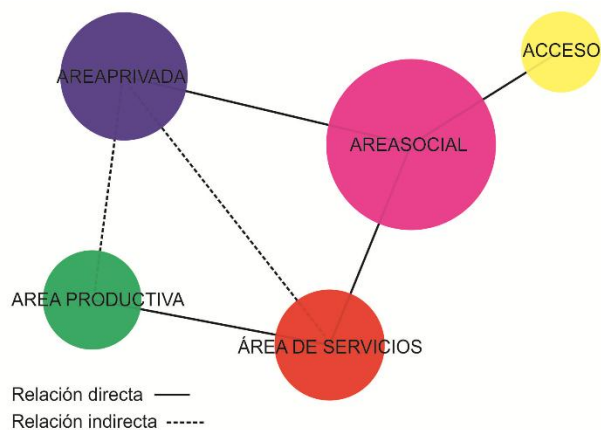 ACCESO
AREAPRIVADA
AREASOCIAL
AREA PRODUCTIVA
ÁREA DE SERVICIOS
Relación directa
Relación indirecta